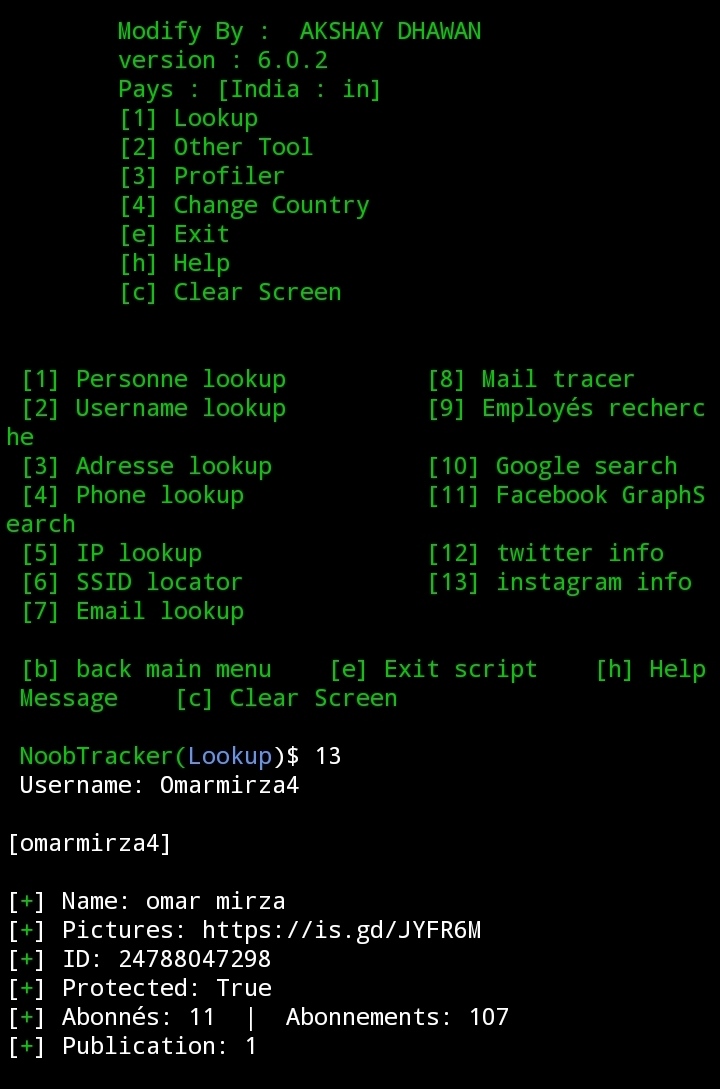 Modify By :  AKSHAY DHAWAN
version : 6.0.2
Pays : [India : in]
[1] Lookup
[2] Other Tool
[3] Profiler
[4] Change Country
[e] Exit
[h] Help
[c] Clear Screen
[1] Personne lookup          [8] Mail tracer
[2] Username lookup          [9] Employés recherc
he
[3] Adresse lookup           [10] Google search
[4] Phone lookup             [11] Facebook GraphS
earch
[5] IP lookup                [12] twitter info
[6] SSID locator             [13] instagram info
[7] Email lookup
[b] back main menu    [e] Exit script    [h] Help
Message    [c] Clear Screen
NoobTracker(Lookup)$ 13
Username: Omarmirza4
[omarmirza4]
[+] Name: omar mirza
[+] Pictures: https://is.gd/JYFR6M
[+] ID: 24788047298
[+] Protected: True
[+] Abonnés: 11  |  Abonnements: 107
[+] Publication: 1